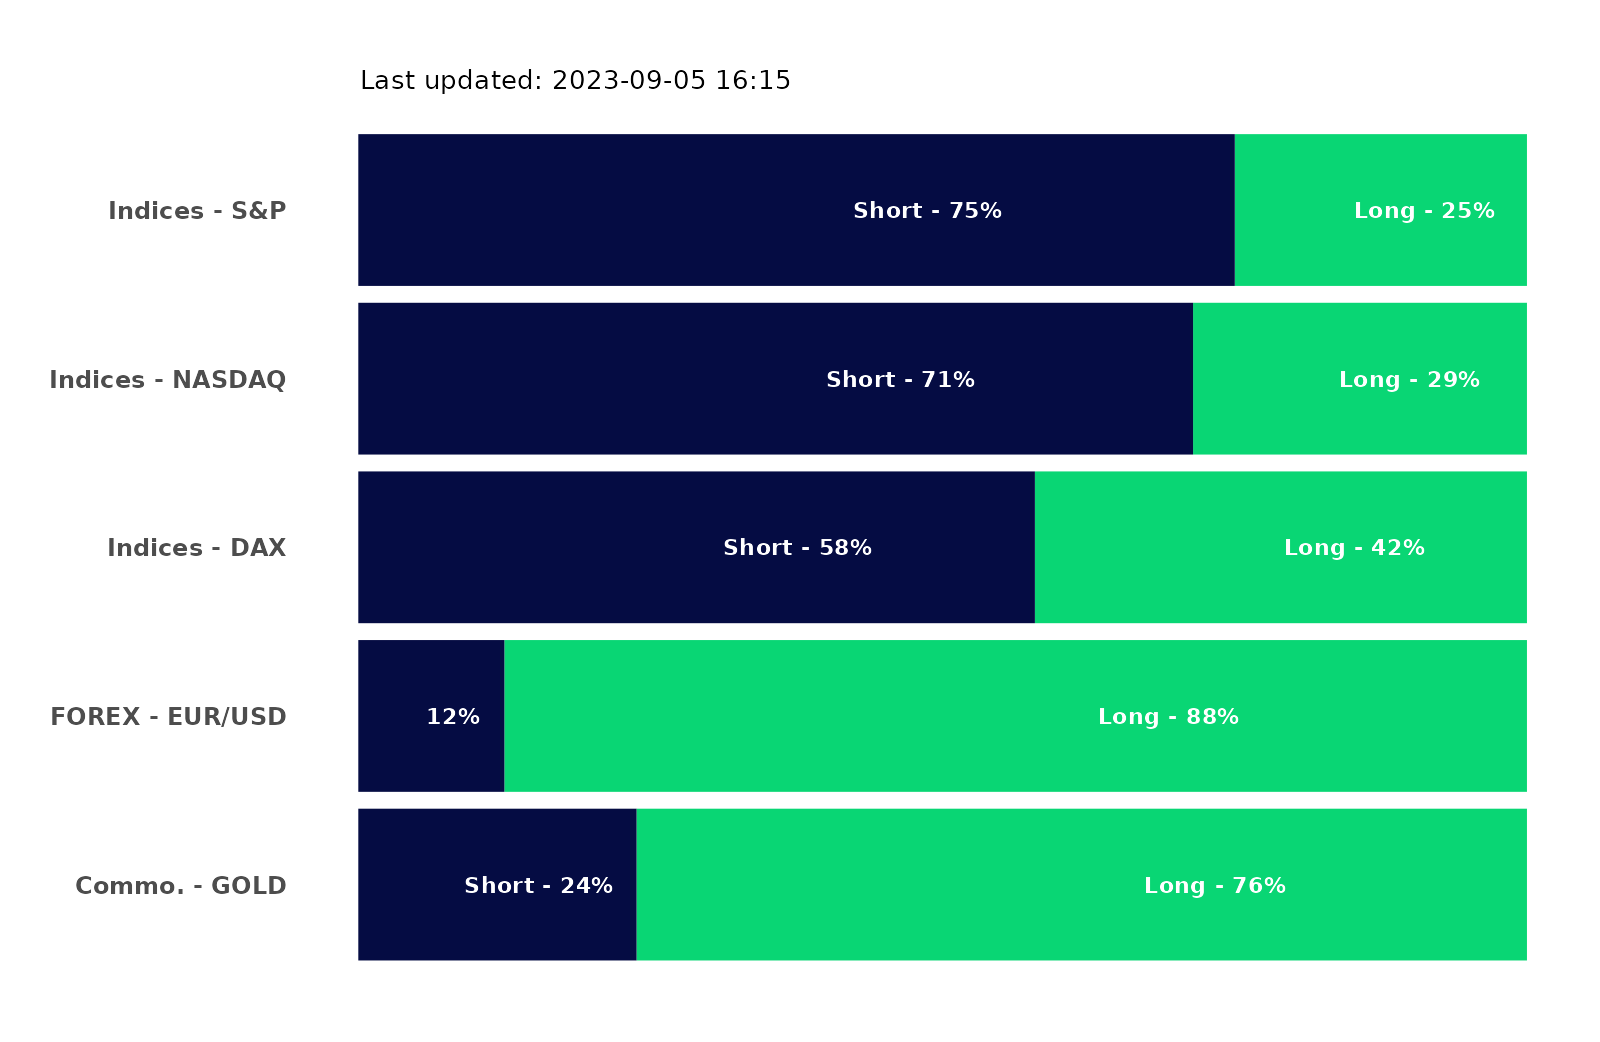 Last updated: 2023-09-05 16:15
Indices - S&P
Short - 75%
Long - 25%
Indices - NASDAQ
Short - 71%
Long - 29%
Indices - DAX
Short - 58%
Long - 42%
FOREX - EUR/USD
12%
Long - 88%
Commo. - GOLD
Short - 24%
Long - 76%